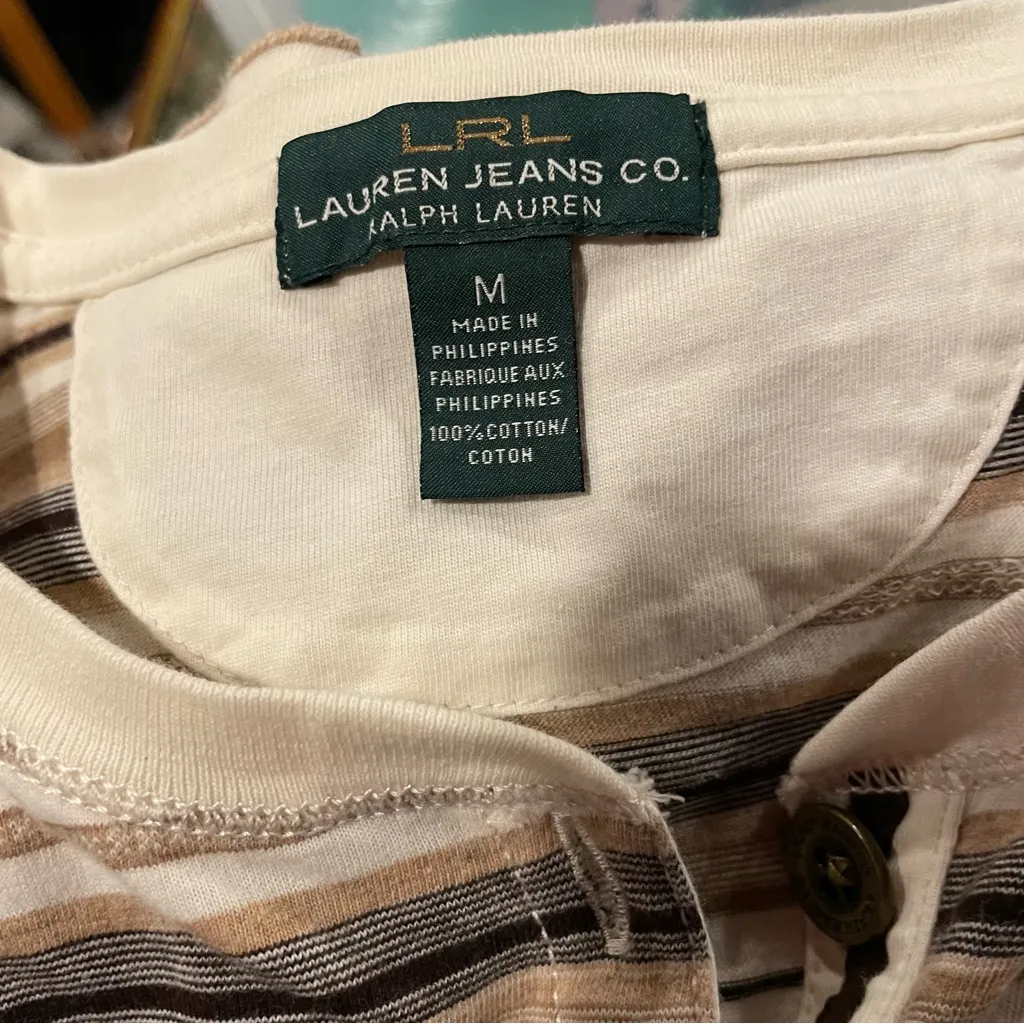 LRL
LAUREN JEANS CO.
RALPH LAUREN
M
MADE IN
PHILIPPINES
FABRIQUE AUX
PHILIPPINES
100% COTTON/
COTON